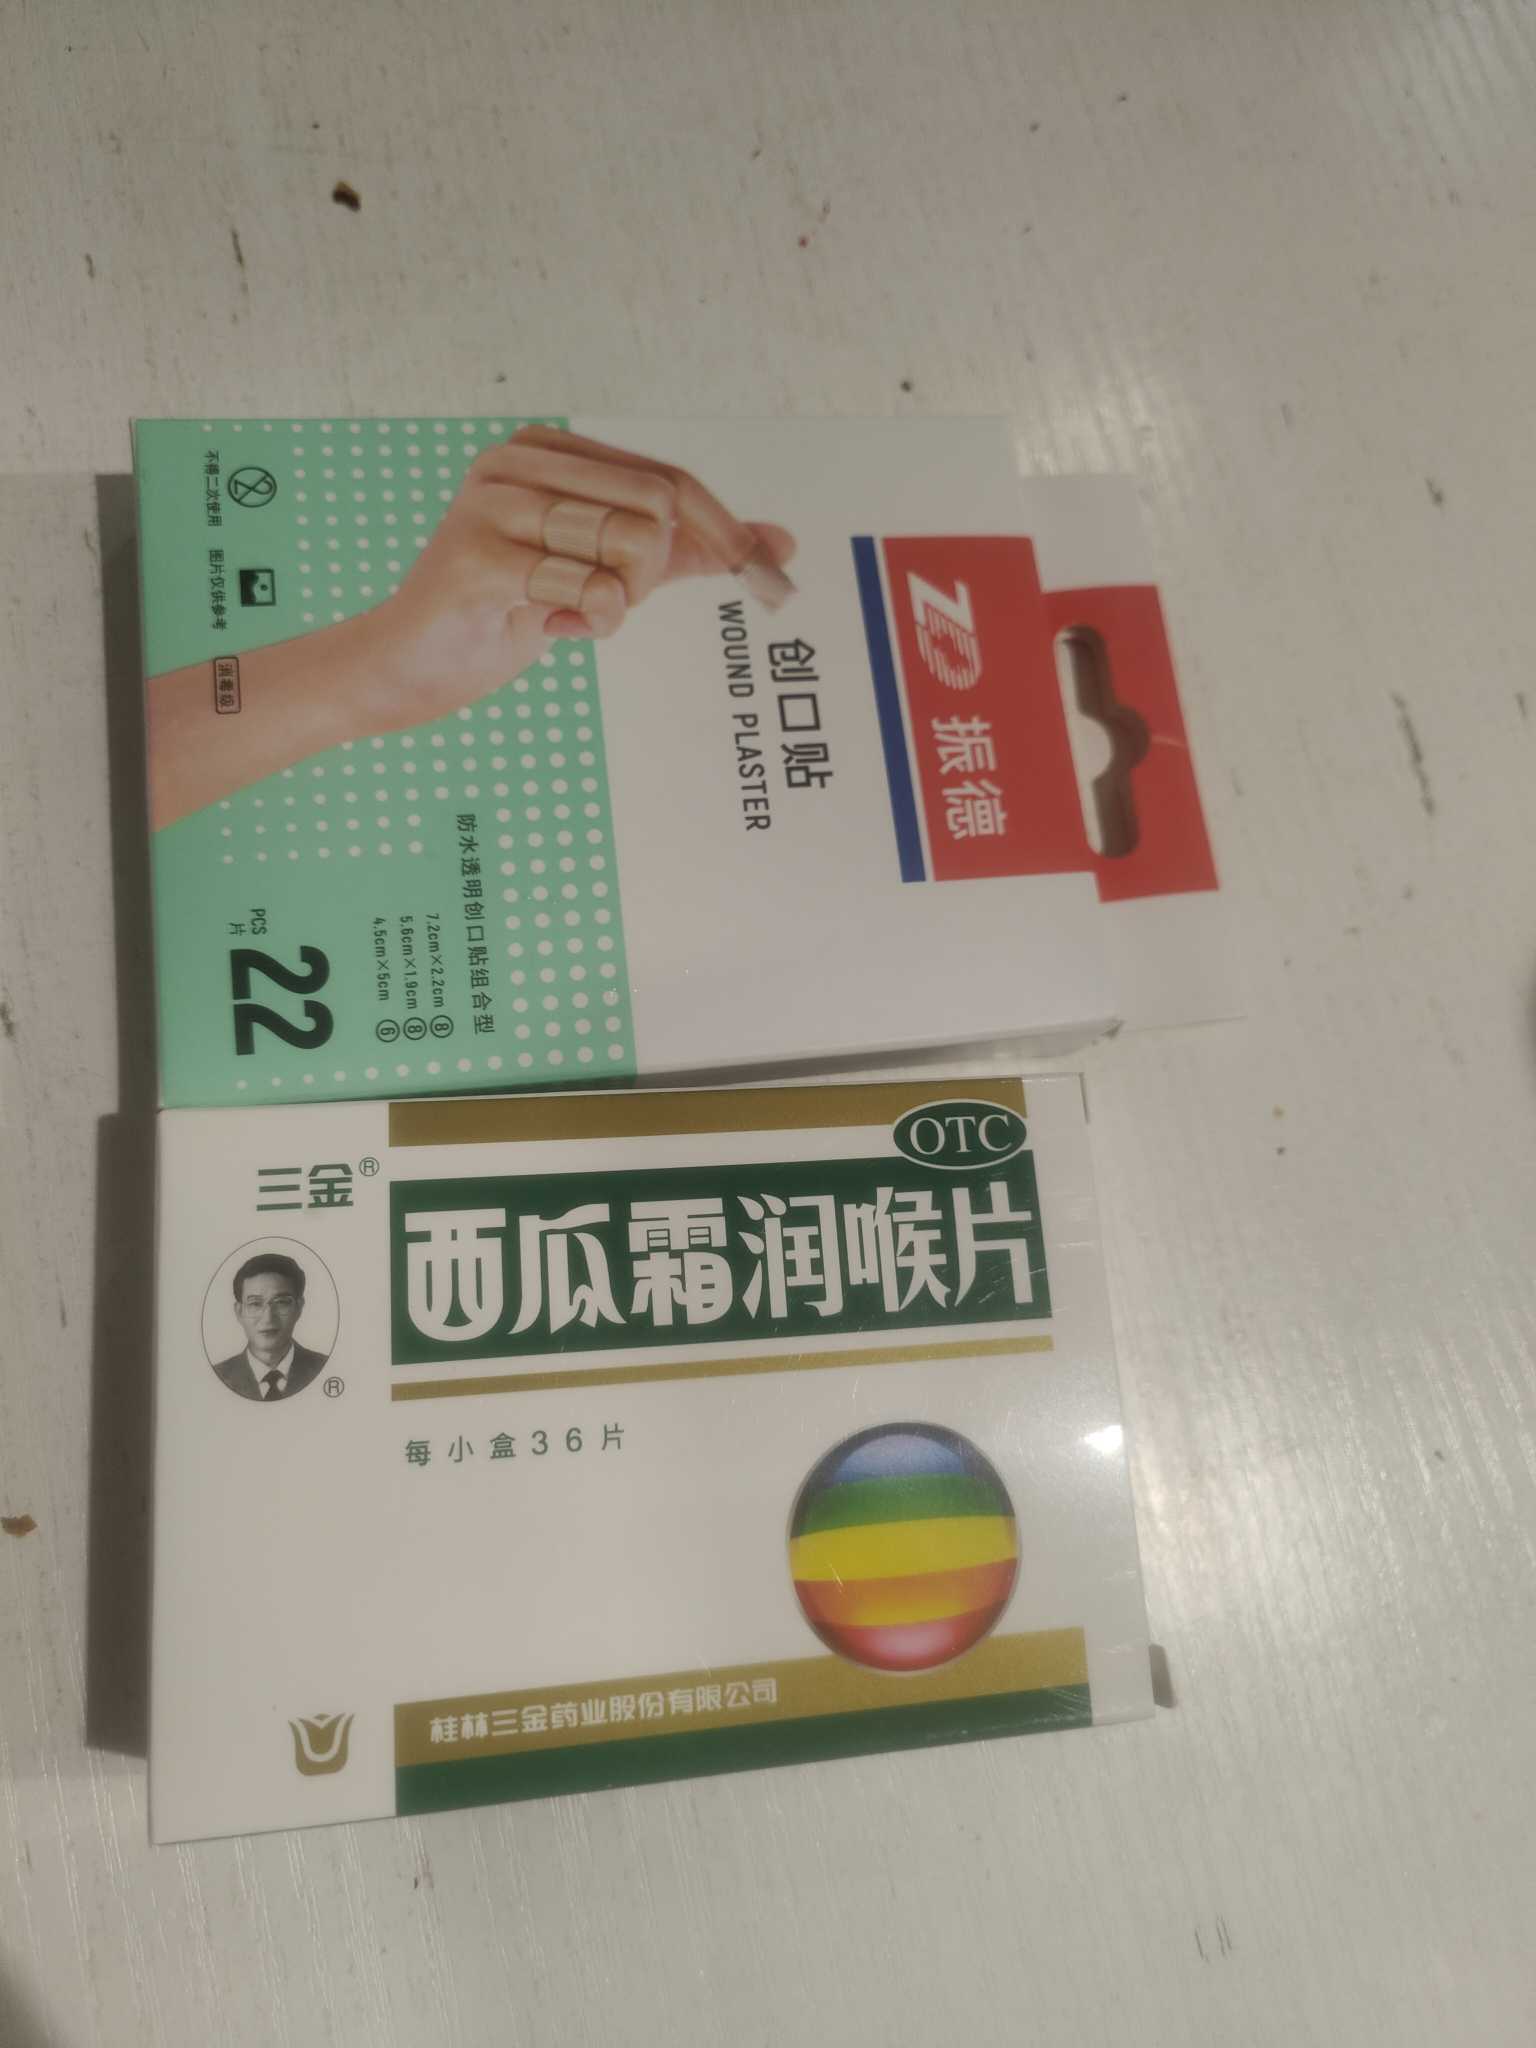 ZD 振德
创口贴
WOUND PLASTER
防水透明创口贴组合型
7.2cm×2.2cm ⑧
5.6cm×1.9cm ⑧
4.5cm×5cm ⑥
22
PCS
片
不得二次使用
图片仅供参考
消毒级
OTC
三金®
西瓜霜润喉片
®
每小盒36片
桂林三金药业股份有限公司